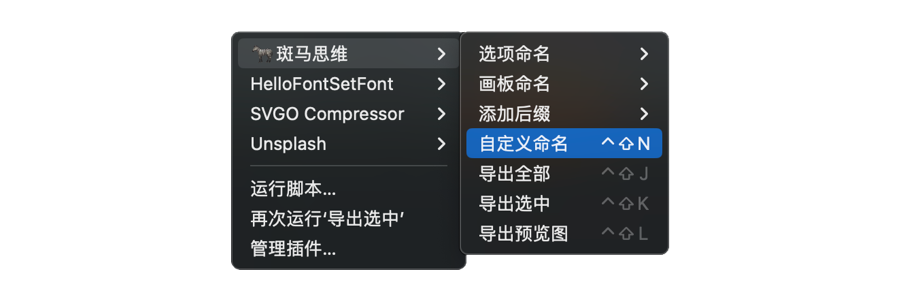 🦓 斑马思维
HelloFontSetFont
SVGO Compressor
Unsplash
运行脚本...
再次运行‘导出选中’
管理插件...
选项命名
画板命名
添加后缀
自定义命名 ^⇧N
导出全部 ^⇧J
导出选中 ^⇧K
导出预览图 ^⇧L